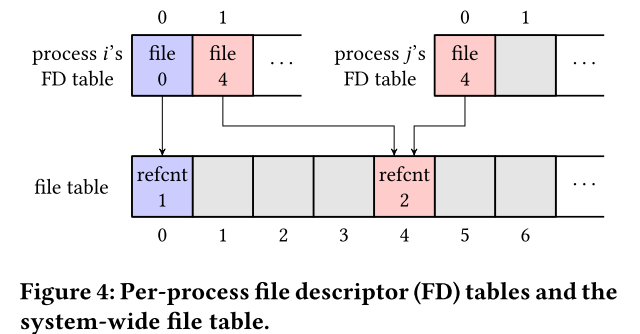 0 1 0 1
process i's file file ··· process j's file ···
FD table 0 4 FD table 4
file table refcnt refcnt ···
1 2
0 1 2 3 4 5 6
Figure 4: Per-process file descriptor (FD) tables and the
system-wide file table.